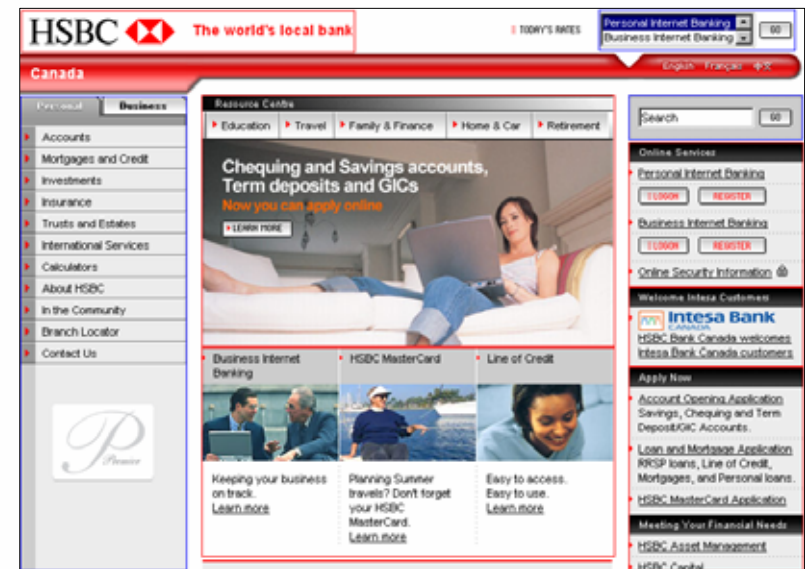 HSBC The world's local bank
TODAY'S RATES
Personal Internet Banking
Business Internet Banking
GO
Canada
English Français 中文
Personal Business
Accounts
Mortgages and Credit
Investments
Insurance
Trusts and Estates
International Services
Calculators
About HSBC
In the Community
Branch Locator
Contact Us
Premier
Resource Centre
Education Travel Family & Finance Home & Car Retirement
Chequing and Savings accounts,
Term deposits and GICs
Now you can apply online
LEARN MORE
Business Internet
Banking
Keeping your business
on track.
Learn more
HSBC MasterCard
Planning Summer
travels? Don't forget
your HSBC
MasterCard.
Learn more
Line of Credit
Easy to access.
Easy to use.
Learn more
Search GO
Online Services
Personal Internet Banking
LOGON REGISTER
Business Internet Banking
LOGON REGISTER
Online Security Information
Welcome Intesa Customers
Intesa Bank
CANADA
HSBC Bank Canada welcomes
Intesa Bank Canada customers
Apply Now
Account Opening Application
Savings, Chequing and Term
Deposit/GIC Accounts.
Loan and Mortgage Application
RRSP loans, Line of Credit,
Mortgages, and Personal loans.
HSBC MasterCard Application
Meeting Your Financial Needs
HSBC Asset Management
HSBC Capital